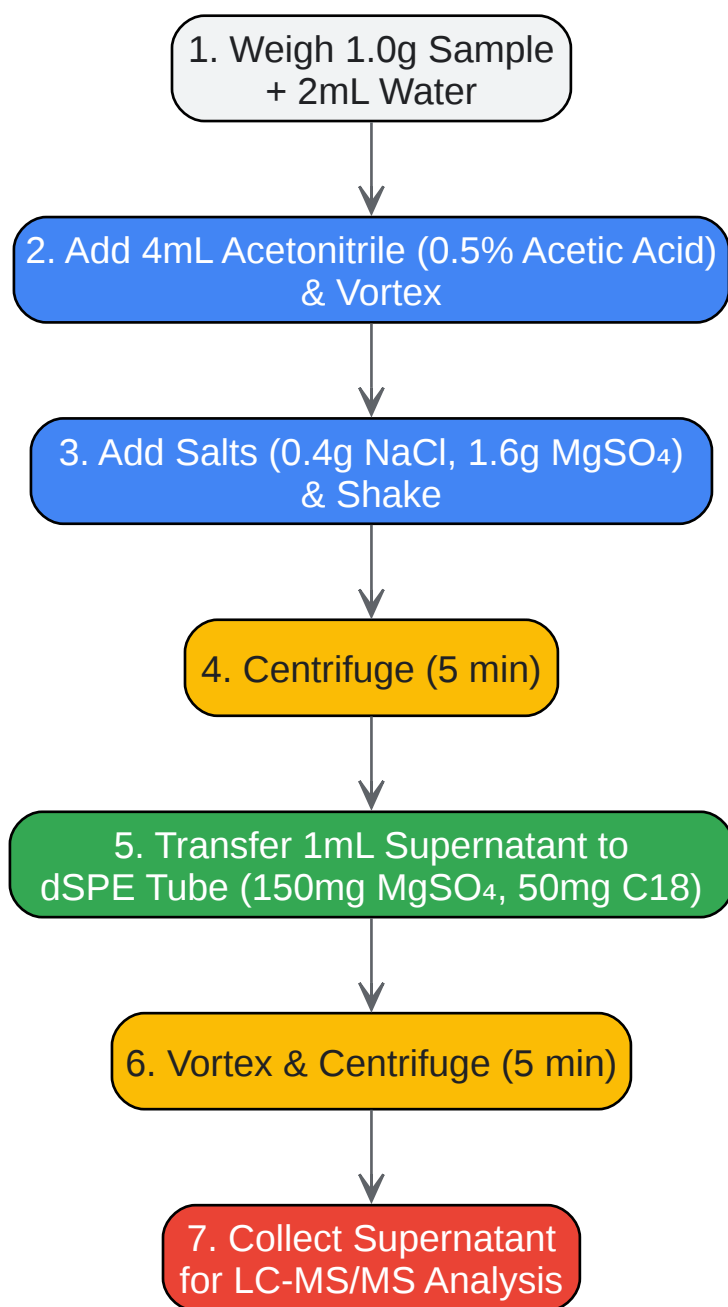 1. Weigh 1.0g Sample
+ 2mL Water
2. Add 4mL Acetonitrile (0.5% Acetic Acid)
& Vortex
3. Add Salts (0.4g NaCl, 1.6g MgSO₄)
& Shake
4. Centrifuge (5 min)
5. Transfer 1mL Supernatant to
dSPE Tube (150mg MgSO₄, 50mg C18)
6. Vortex & Centrifuge (5 min)
7. Collect Supernatant
for LC-MS/MS Analysis